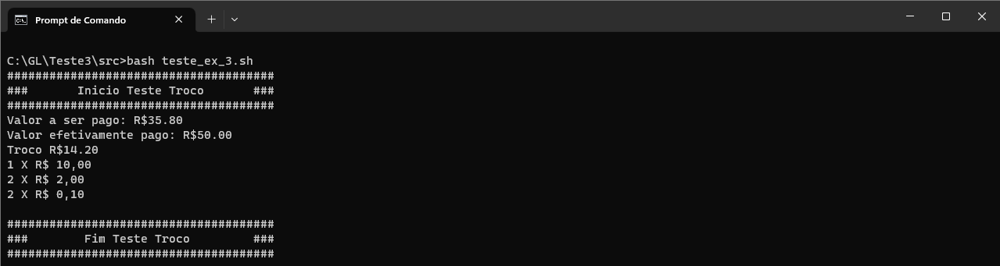 Prompt de Comando
C:\GL\Teste3\src>bash teste_ex_3.sh
######################################
###       Inicio Teste Troco       ###
######################################
Valor a ser pago: R$35.80
Valor efetivamente pago: R$50.00
Troco R$14.20
1 X R$ 10,00
2 X R$ 2,00
2 X R$ 0,10
######################################
###        Fim Teste Troco         ###
######################################